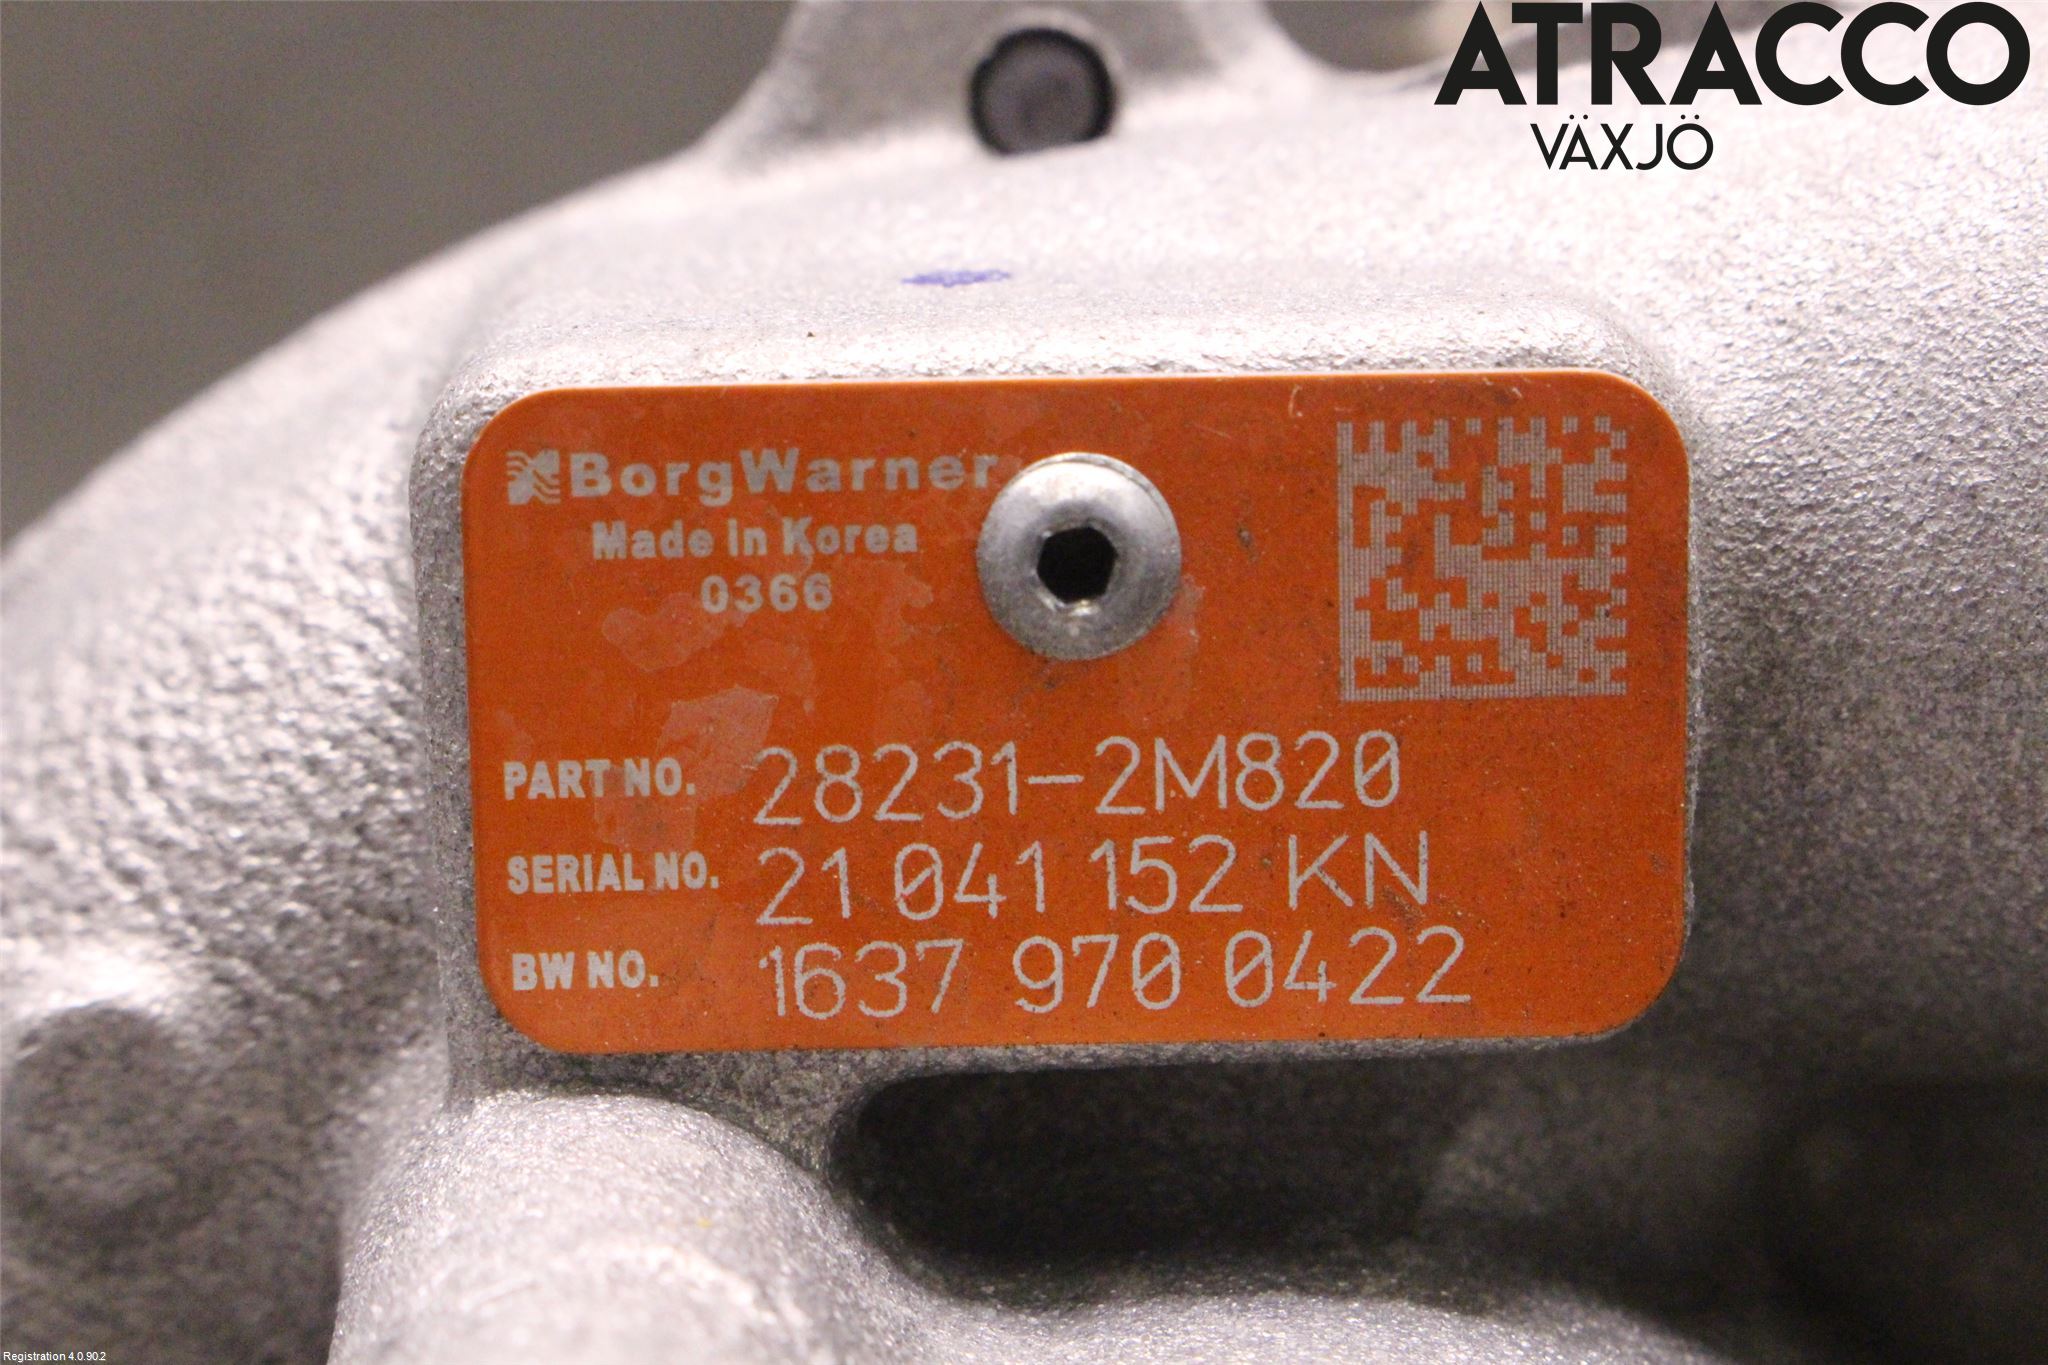 ATRACCO
VÄXJÖ
BorgWarner
Made in Korea
0366
PART NO. 28231-2M820
SERIAL NO. 21 041 152 KN
BW NO. 1637 970 0422
Registration 4.0.90.2